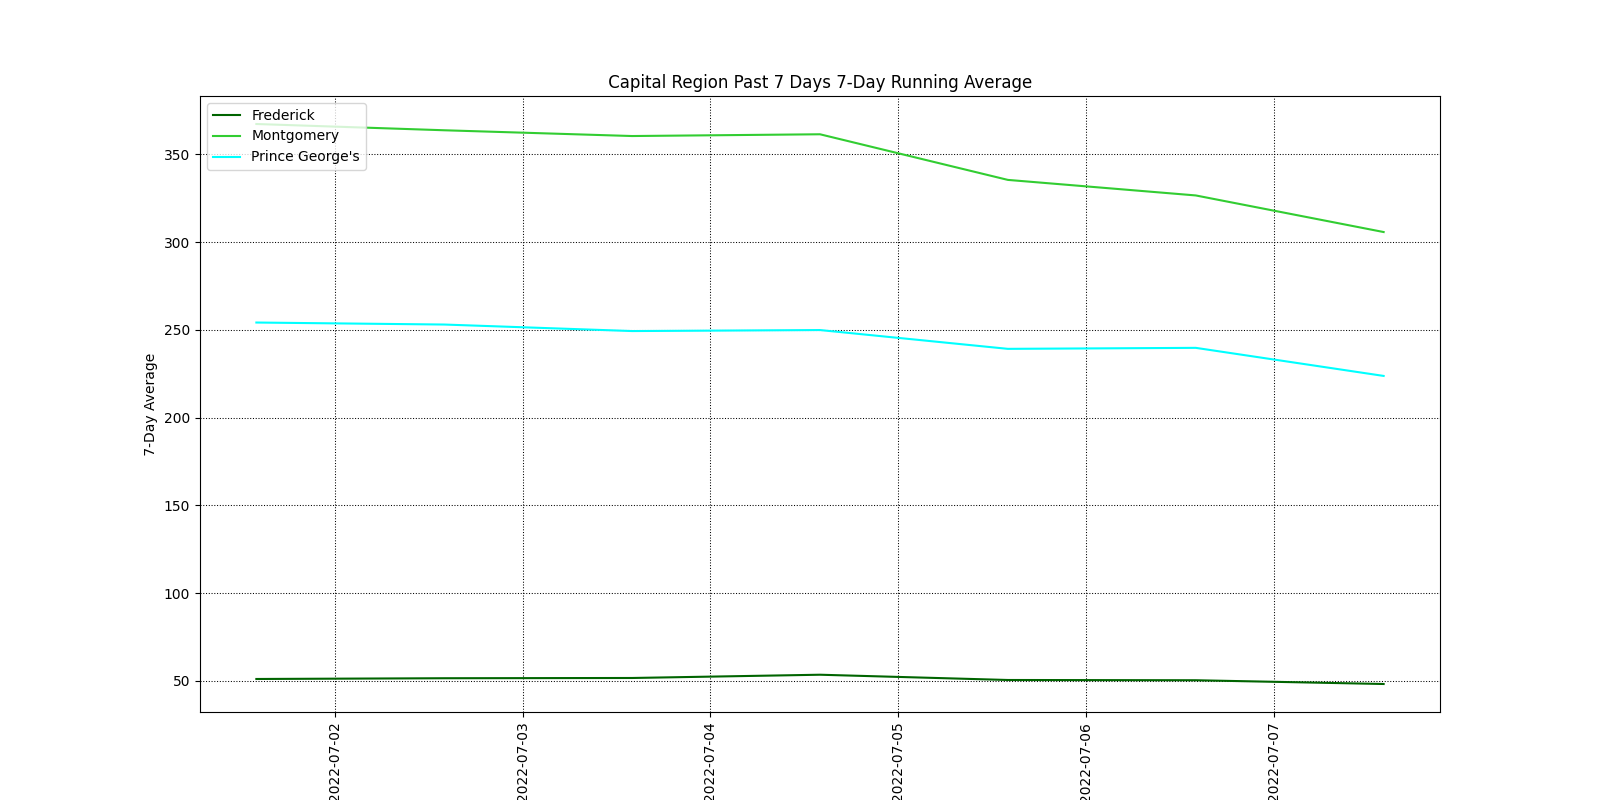 Capital Region Past 7 Days 7-Day Running Average
Frederick
Montgomery
Prince George's
7-Day Average
350
300
250
200
150
100
50
2022-07-02
2022-07-03
2022-07-04
2022-07-05
2022-07-06
2022-07-07